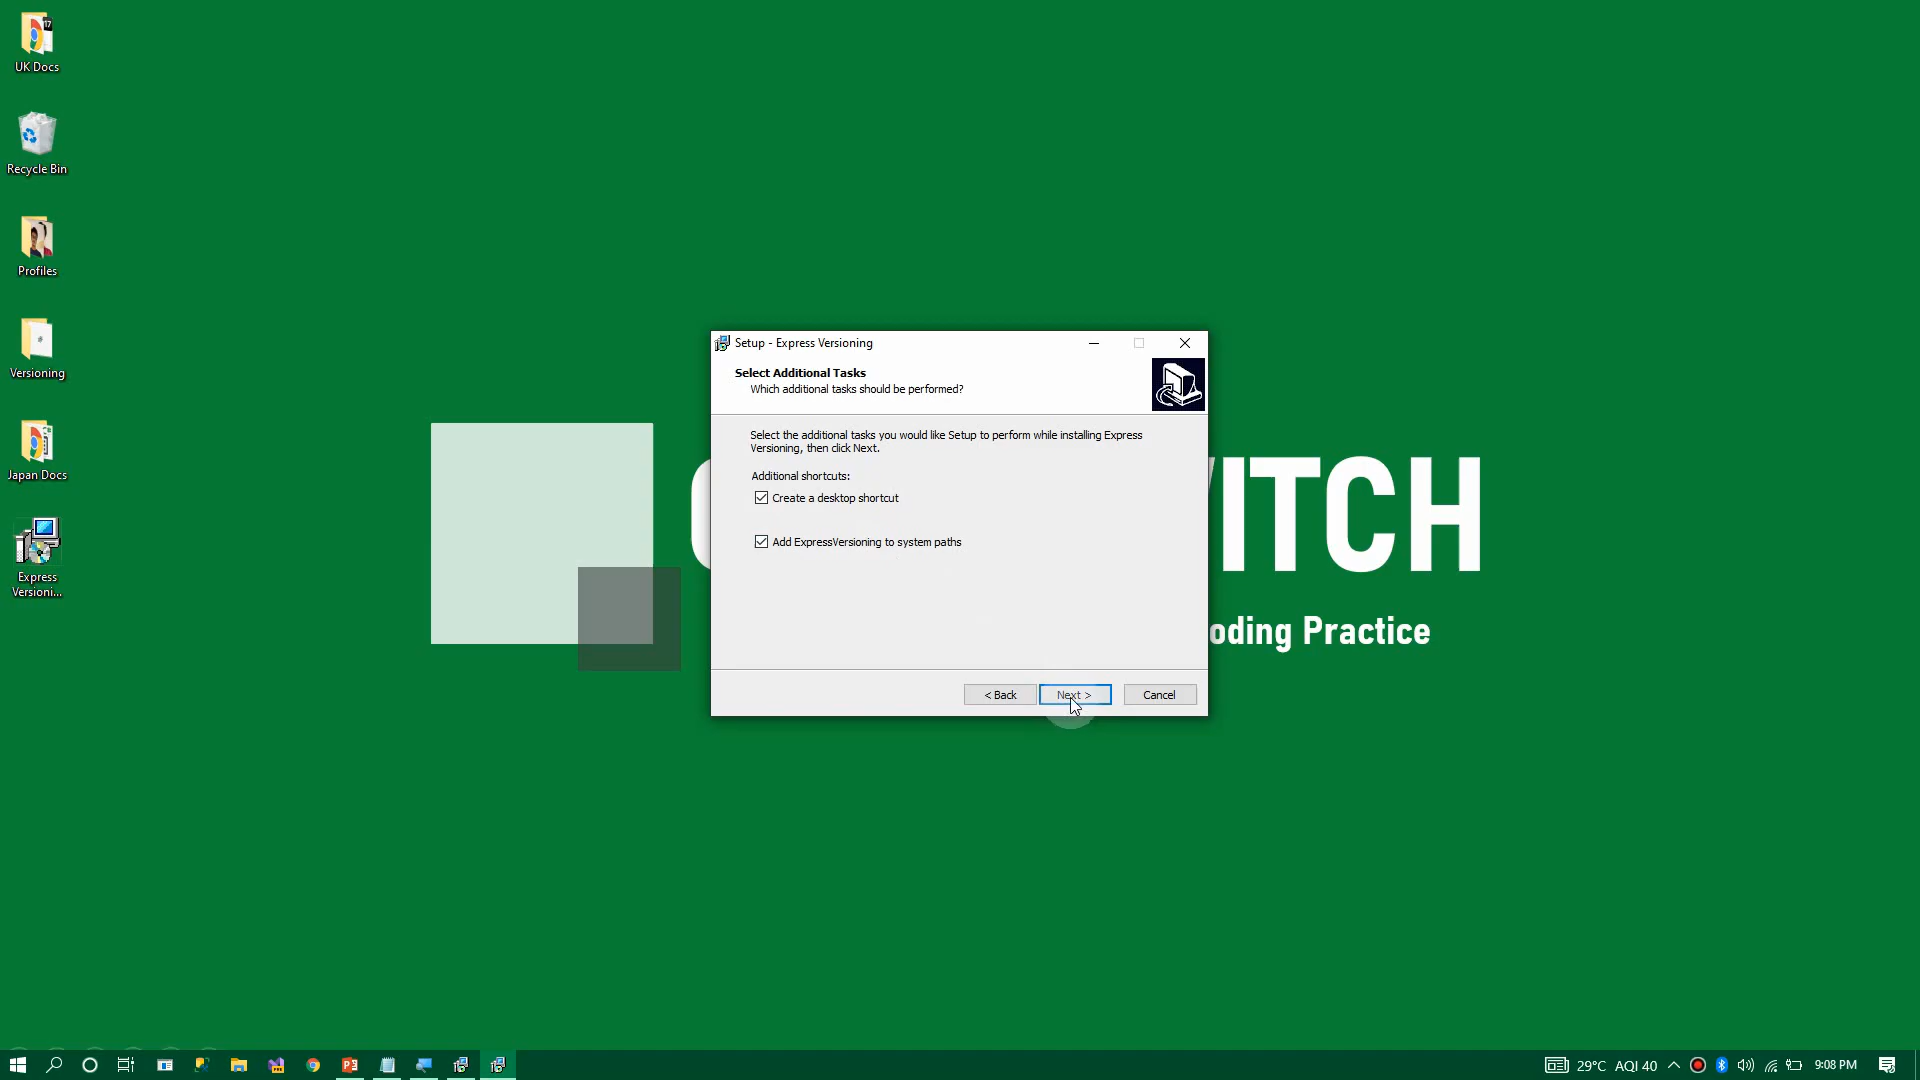 UK Docs
Recycle Bin
Profiles
Versioning
Japan Docs
Express
Versioni...
Setup - Express Versioning
Select Additional Tasks
Which additional tasks should be performed?
Select the additional tasks you would like Setup to perform while installing Express
Versioning, then click Next.
Additional shortcuts:
Create a desktop shortcut
Add ExpressVersioning to system paths
< Back
Next >
Cancel
ITCH
oding Practice
29°C AQI 40
9:08 PM